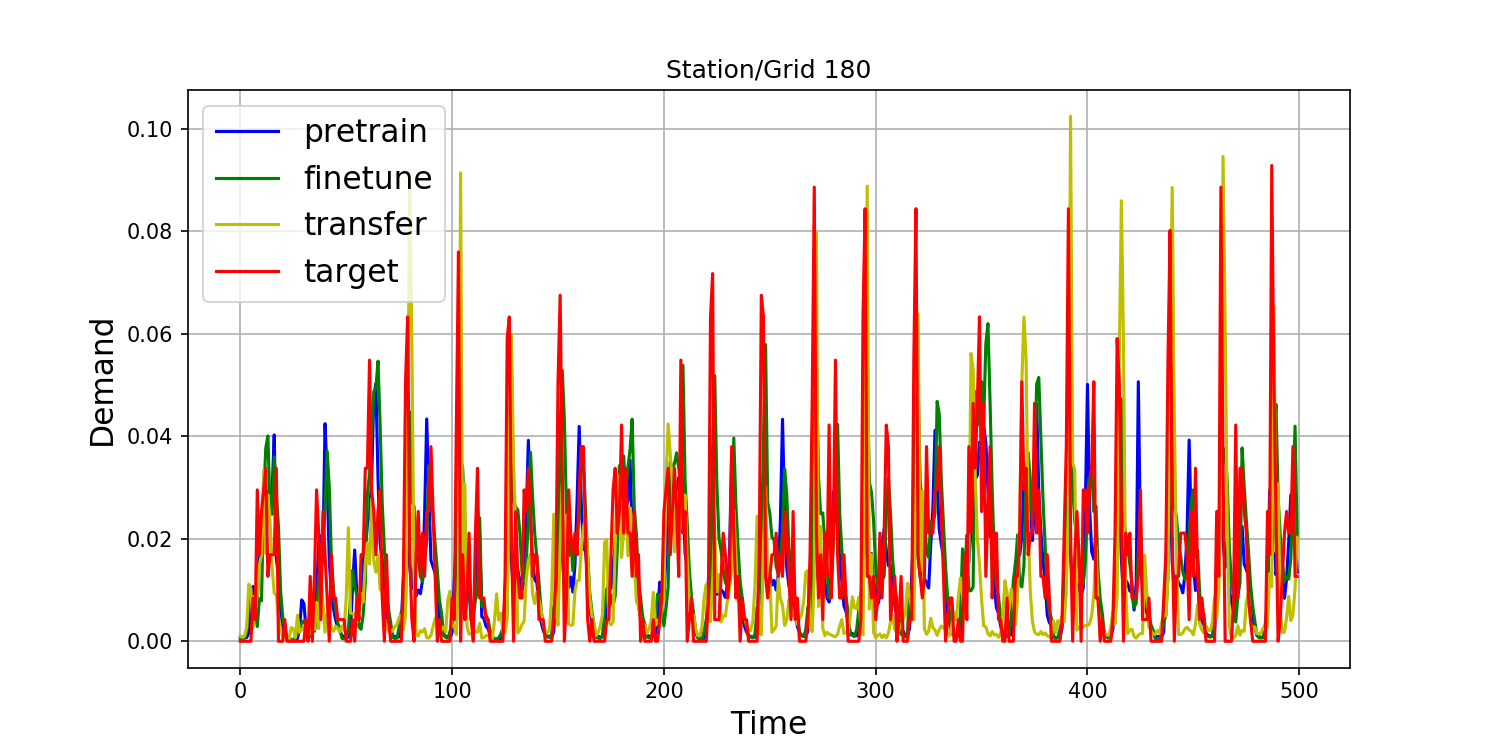 Station/Grid 180
pretrain
finetune
transfer
target
0.10
0.08
0.06
0.04
0.02
0.00
Demand
0 100 200 300 400 500
Time